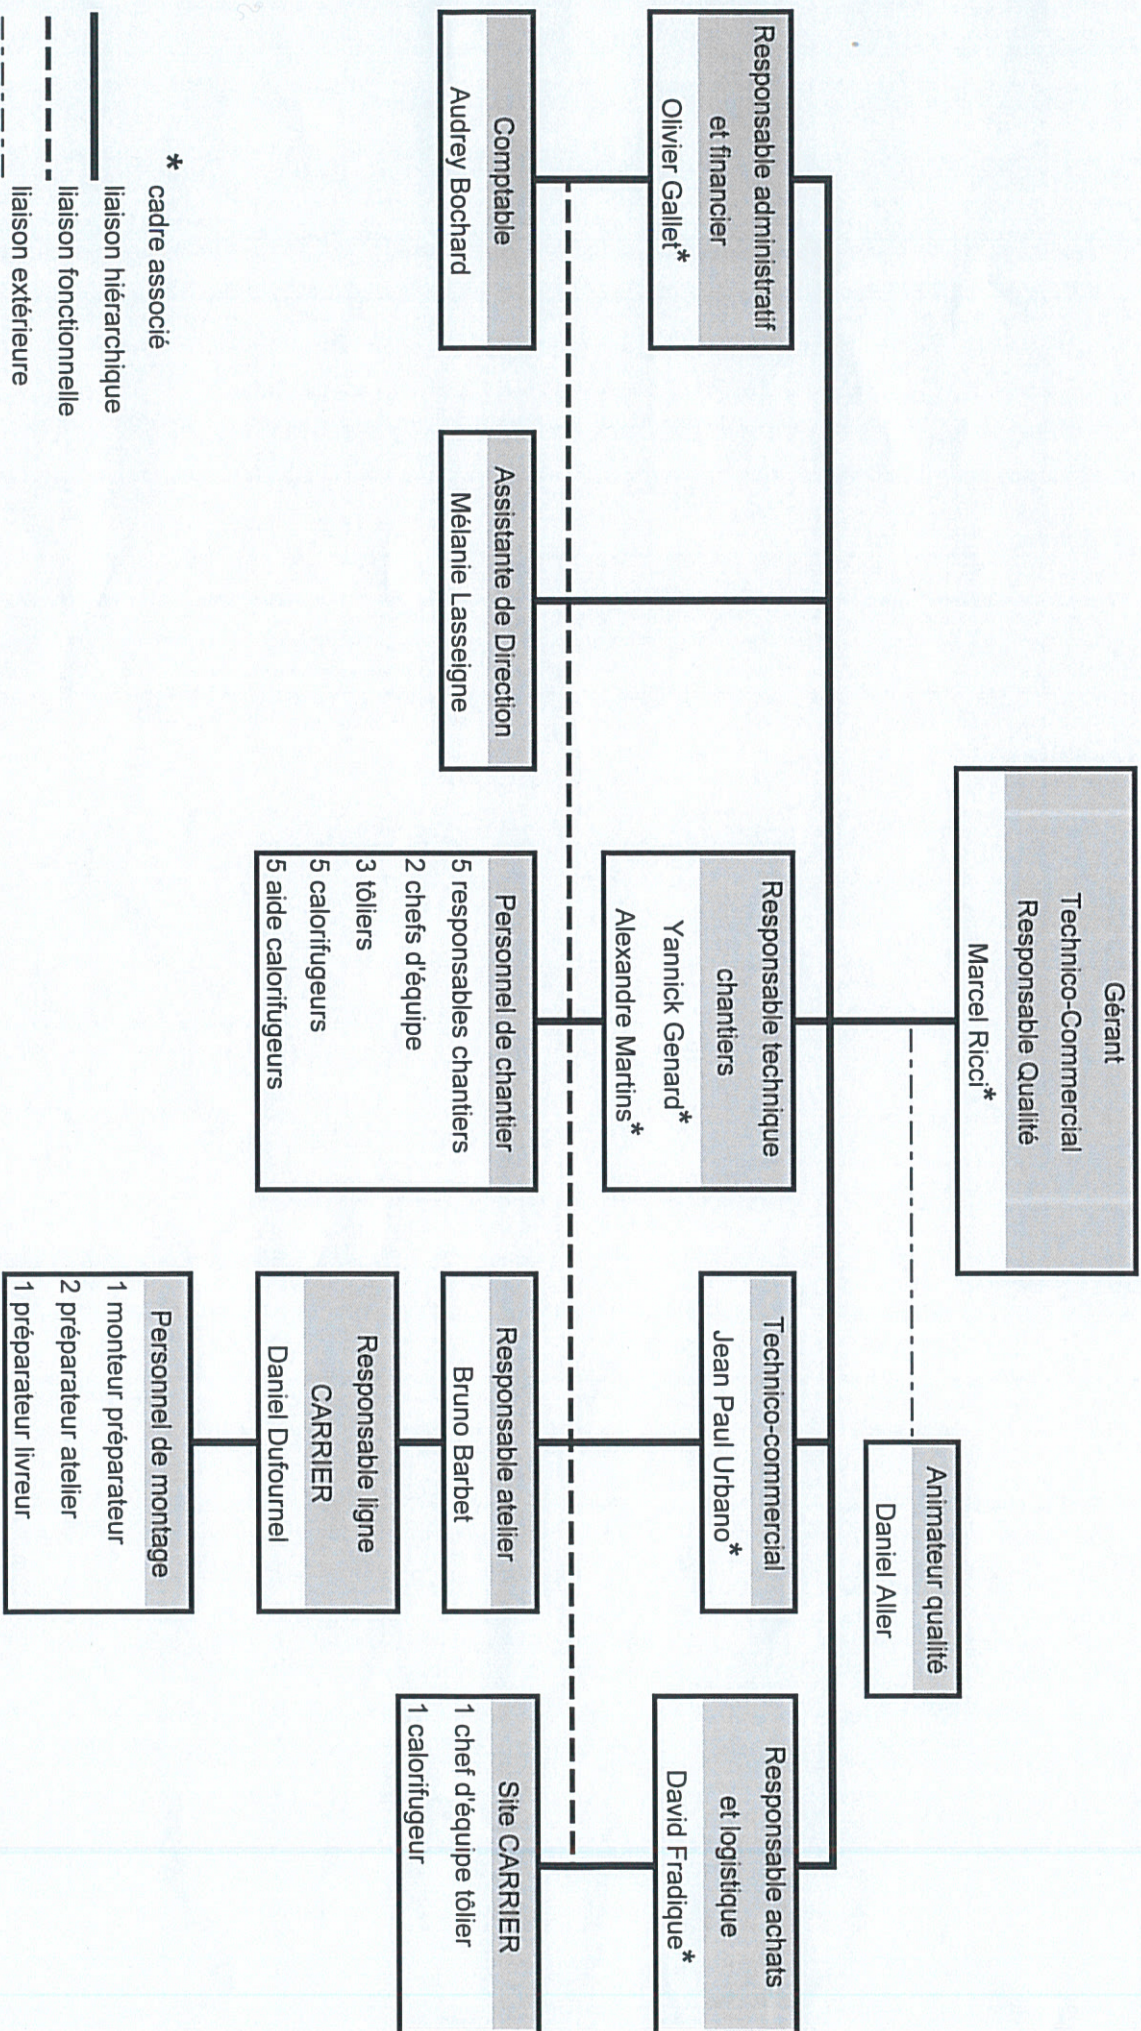 Gérant
Technico-Commercial
Responsable Qualité
Marcel Ricci*
Animateur qualité
Daniel Aller
Responsable administratif
et financier
Olivier Gallet*
Responsable technique
chantiers
Yannick Genard*
Alexandre Martins*
Technico-commercial
Jean Paul Urbano*
Responsable achats
et logistique
David Fradique*
Comptable
Audrey Bochard
Assistante de Direction
Mélanie Lasseigne
Personnel de chantier
5 responsables chantiers
2 chefs d'équipe
3 tôliers
5 calorifugeurs
5 aide calorifugeurs
Responsable atelier
Bruno Barbet
Site CARRIER
1 chef d'équipe tôlier
1 calorifugeur
Responsable ligne
CARRIER
Daniel Dufournel
Personnel de montage
1 monteur préparateur
2 préparateur atelier
1 préparateur livreur
* cadre associé
liaison hiérarchique
liaison fonctionnelle
liaison extérieure